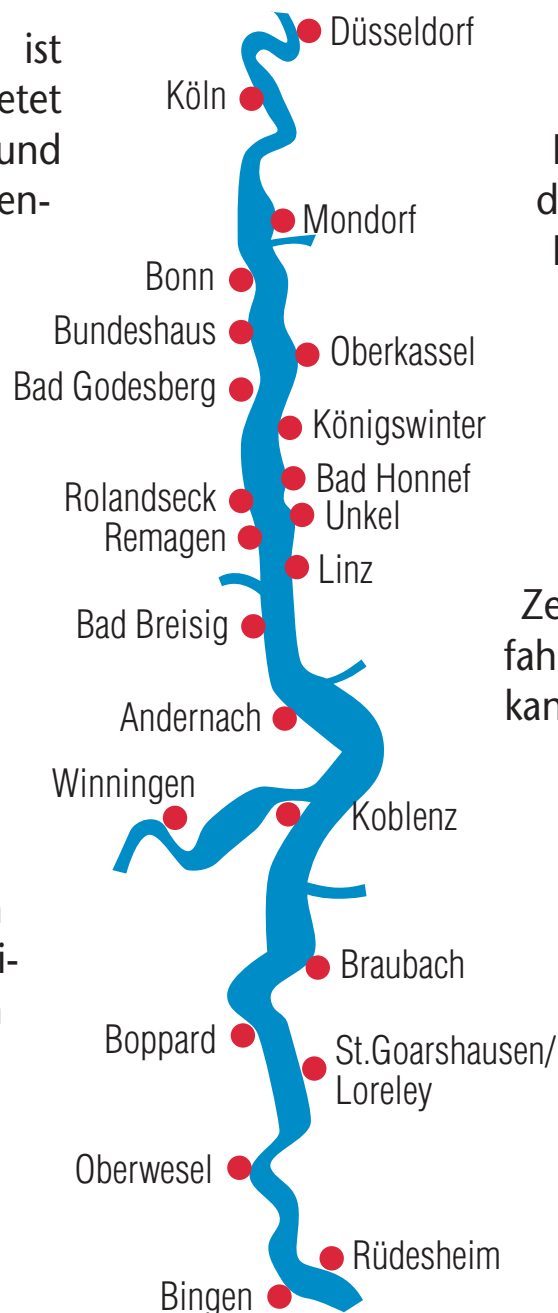 ist
etet
und
en-
Düsseldorf
Köln
Mondorf
Bonn
Bundeshaus
Oberkassel
Bad Godesberg
Königswinter
Bad Honnef
Rolandseck
Unkel
Remagen
Linz
Bad Breisig
Ze
fah
kan
Andernach
Winningen
Koblenz
i-
Braubach
Boppard
St.Goarshausen/
Loreley
Oberwesel
Rüdesheim
Bingen